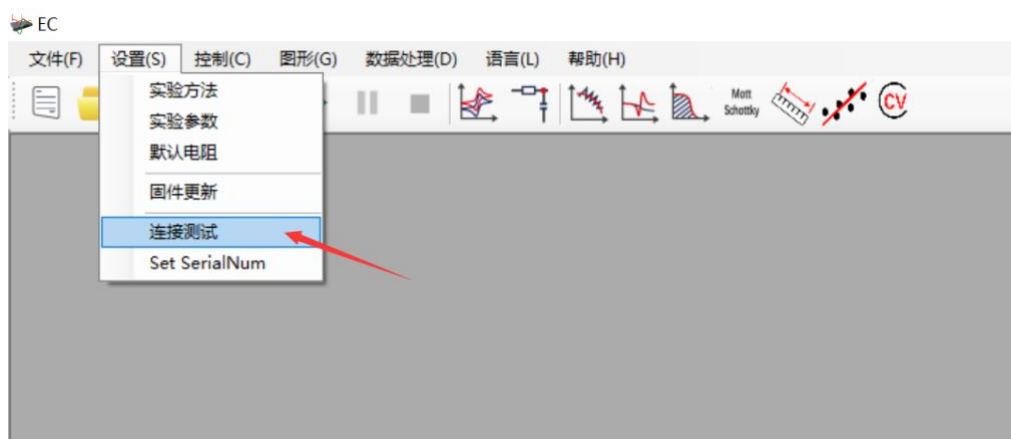 EC
文件(F) 设置(S) 控制(C) 图形(G) 数据处理(D) 语言(L) 帮助(H)
Mott
Schottky
CV
实验方法
实验参数
默认电阻
固件更新
连接测试
Set SerialNum